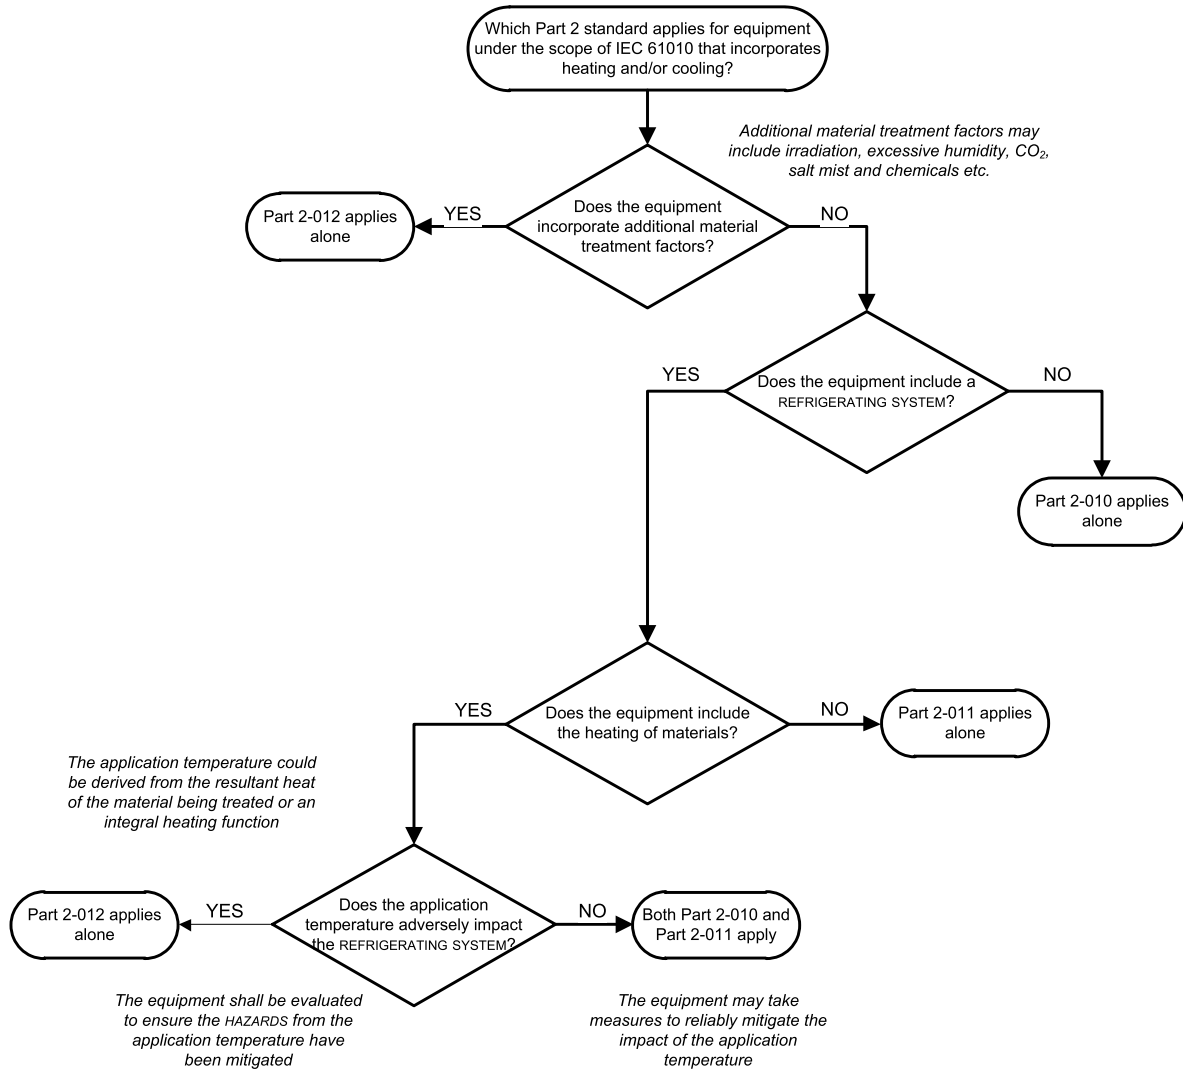 Which Part 2 standard applies for equipment
under the scope of IEC 61010 that incorporates
heating and/or cooling?
Additional material treatment factors may
include irradiation, excessive humidity, CO₂,
salt mist and chemicals etc.
Part 2-012 applies
alone
YES
Does the equipment
incorporate additional material
treatment factors?
NO
YES
Does the equipment include a
REFRIGERATING SYSTEM?
NO
Part 2-010 applies
alone
YES
Does the equipment include
the heating of materials?
NO
Part 2-011 applies
alone
The application temperature could
be derived from the resultant heat
of the material being treated or an
integral heating function
Part 2-012 applies
alone
YES
Does the application
temperature adversely impact
the REFRIGERATING SYSTEM?
NO
Both Part 2-010 and
Part 2-011 apply
The equipment shall be evaluated
to ensure the HAZARDS from the
application temperature have
been mitigated
The equipment may take
measures to reliably mitigate the
impact of the application
temperature